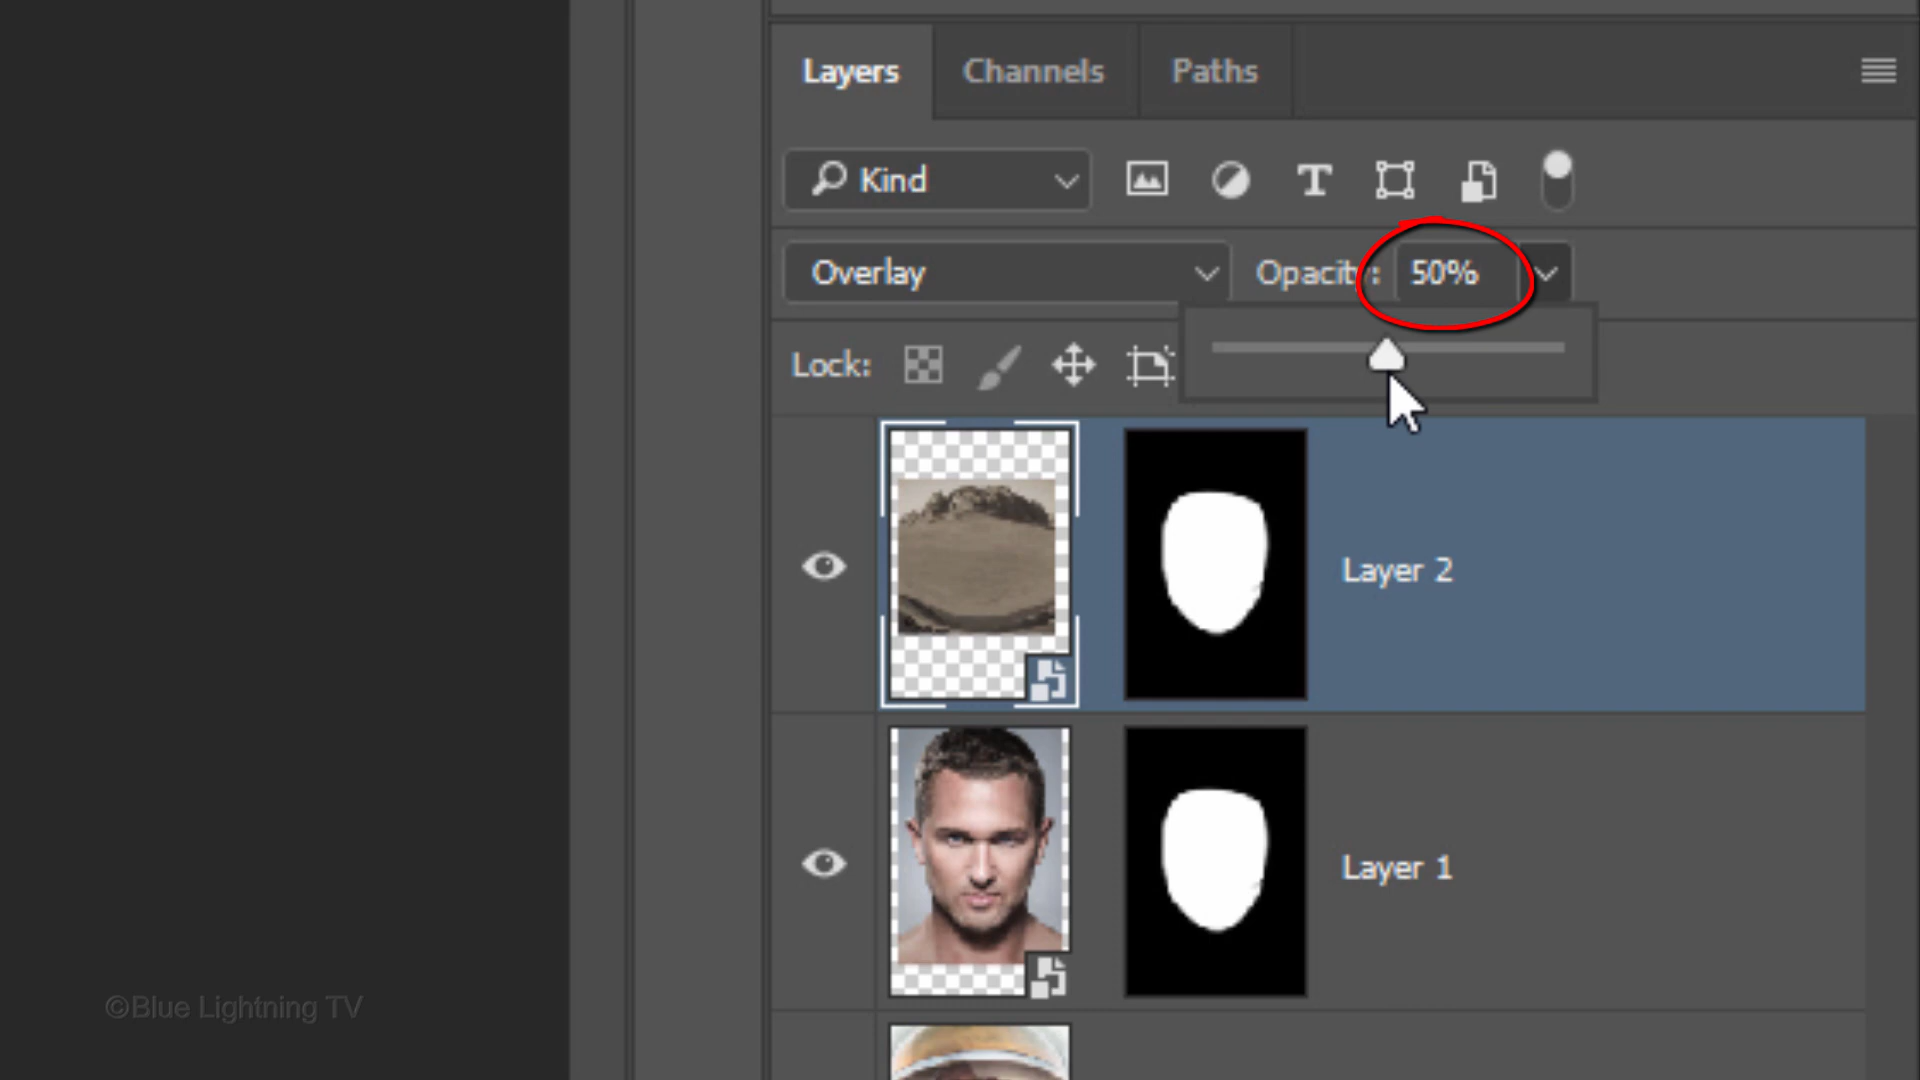 Layers Channels Paths
Kind
Overlay Opacity: 50%
Lock:
Layer 2
Layer 1
©Blue Lightning TV